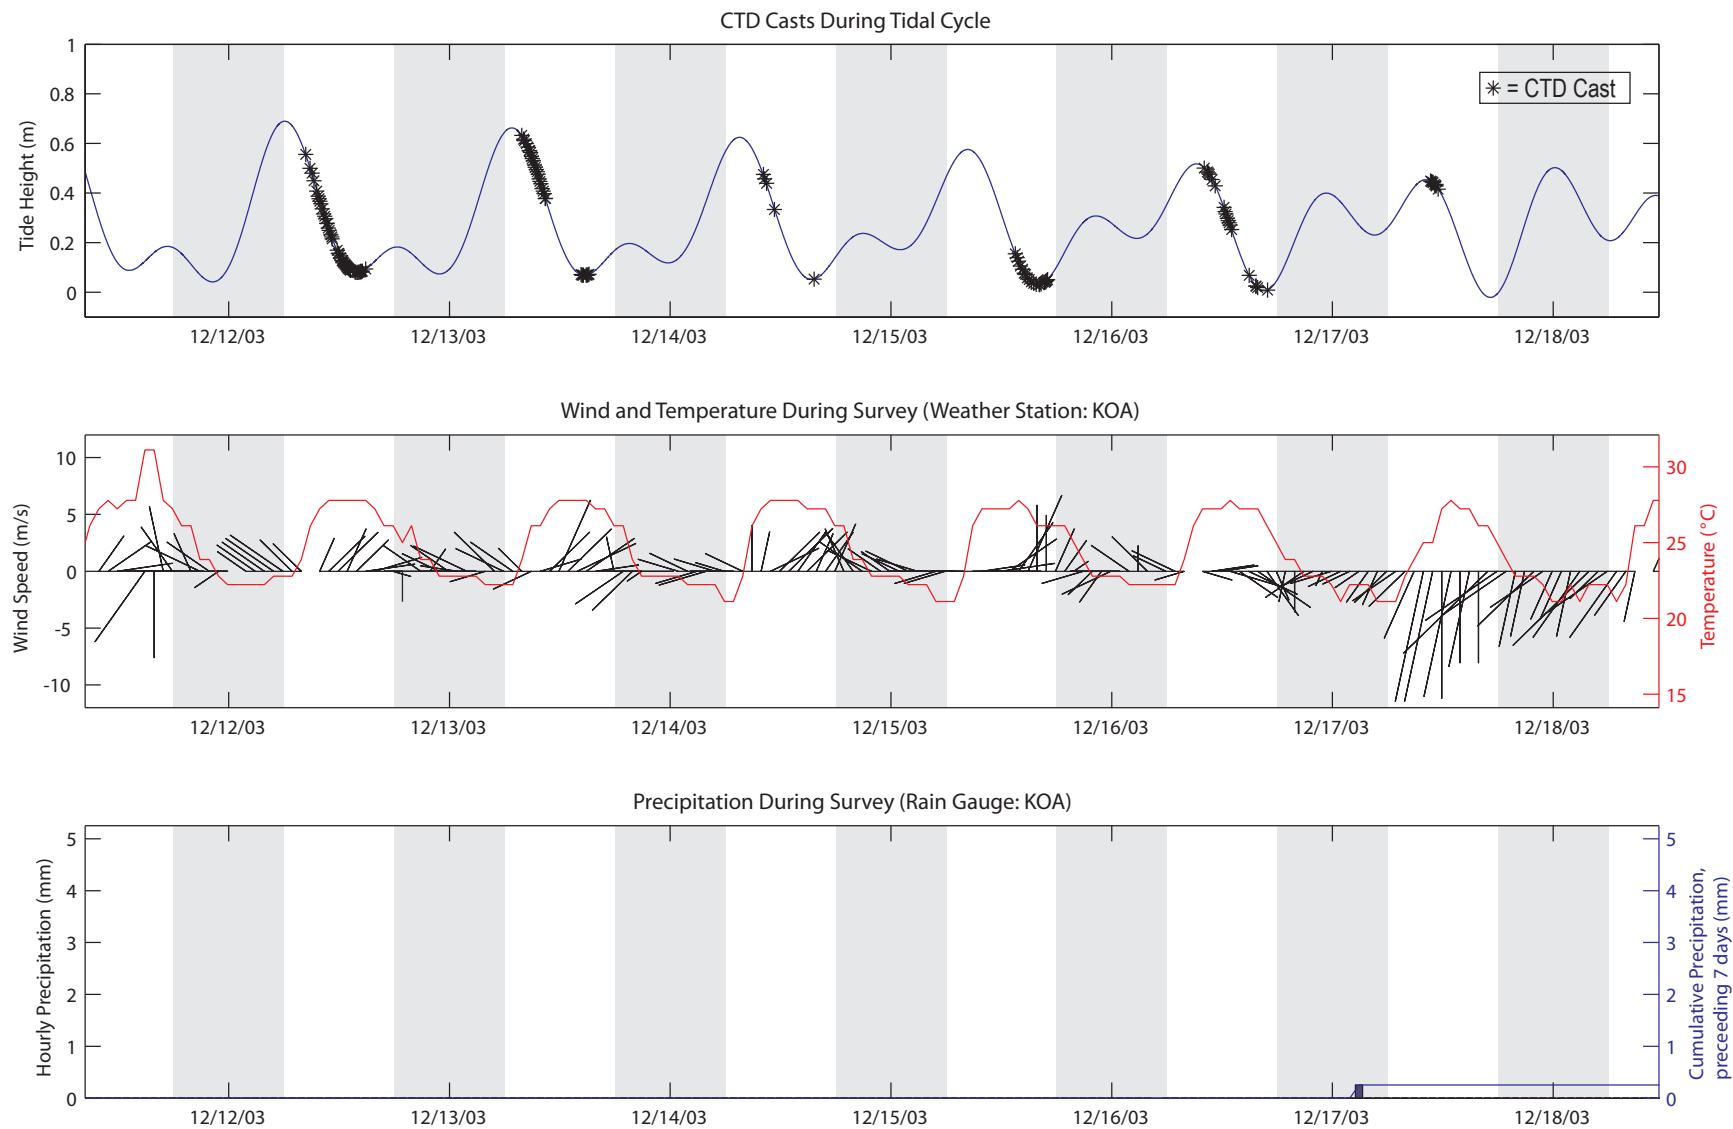 CTD Casts During Tidal Cycle
1
0.8
0.6
0.4
0.2
0
Tide Height (m)
✳ = CTD Cast
12/12/03 12/13/03 12/14/03 12/15/03 12/16/03 12/17/03 12/18/03
Wind and Temperature During Survey (Weather Station: KOA)
10
5
0
-5
-10
Wind Speed (m/s)
30
25
20
15
Temperature (°C)
12/12/03 12/13/03 12/14/03 12/15/03 12/16/03 12/17/03 12/18/03
Precipitation During Survey (Rain Gauge: KOA)
5
4
3
2
1
0
Hourly Precipitation (mm)
5
4
3
2
1
0
Cumulative Precipitation,
preceeding 7 days (mm)
12/12/03 12/13/03 12/14/03 12/15/03 12/16/03 12/17/03 12/18/03